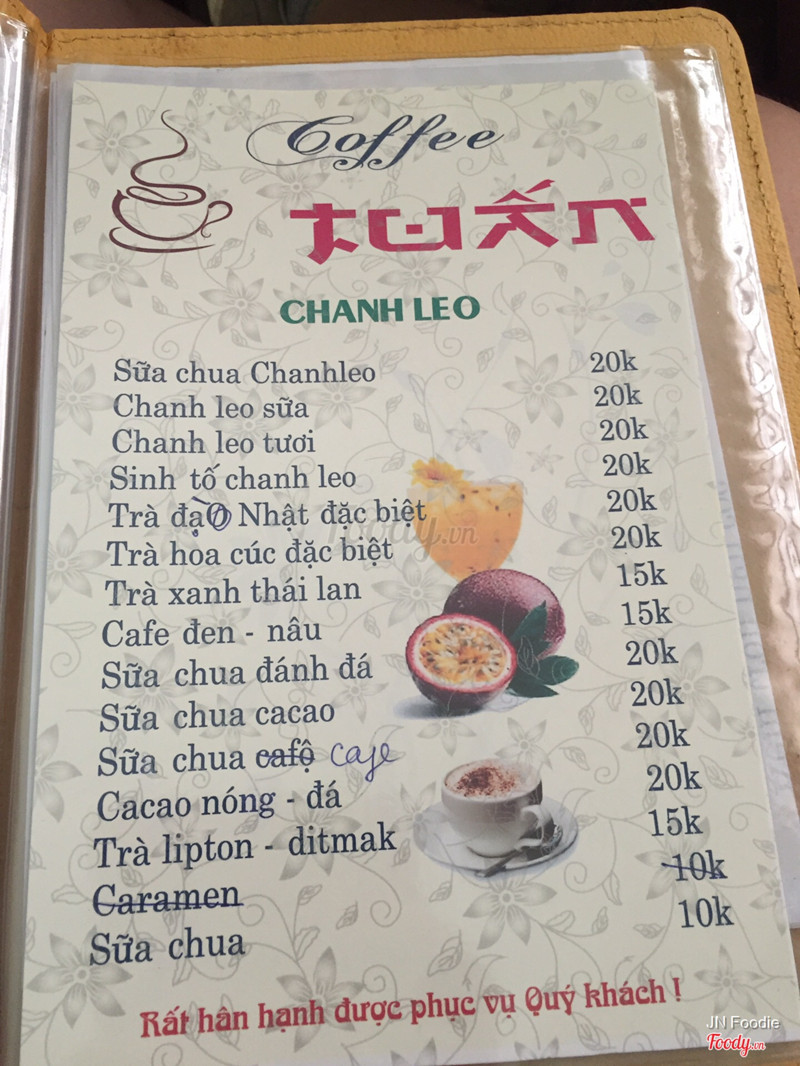 Coffee
Tuấn
CHANH LEO
Sữa chua Chanhleo 20k
Chanh leo sữa 20k
Chanh leo tươi 20k
Sinh tố chanh leo 20k
Trà đạo Nhật đặc biệt 20k
Trà hoa cúc đặc biệt 20k
Trà xanh thái lan 15k
Cafe đen - nâu 15k
Sữa chua đánh đá 20k
Sữa chua cacao 20k
Sữa chua cafộ cafe 20k
Cacao nóng - đá 20k
Trà lipton - ditmak 15k
Caramen 10k
Sữa chua 10k
Rất hân hạnh được phục vụ Quý khách !
Foody.vn
JN Foodie
Foody.vn